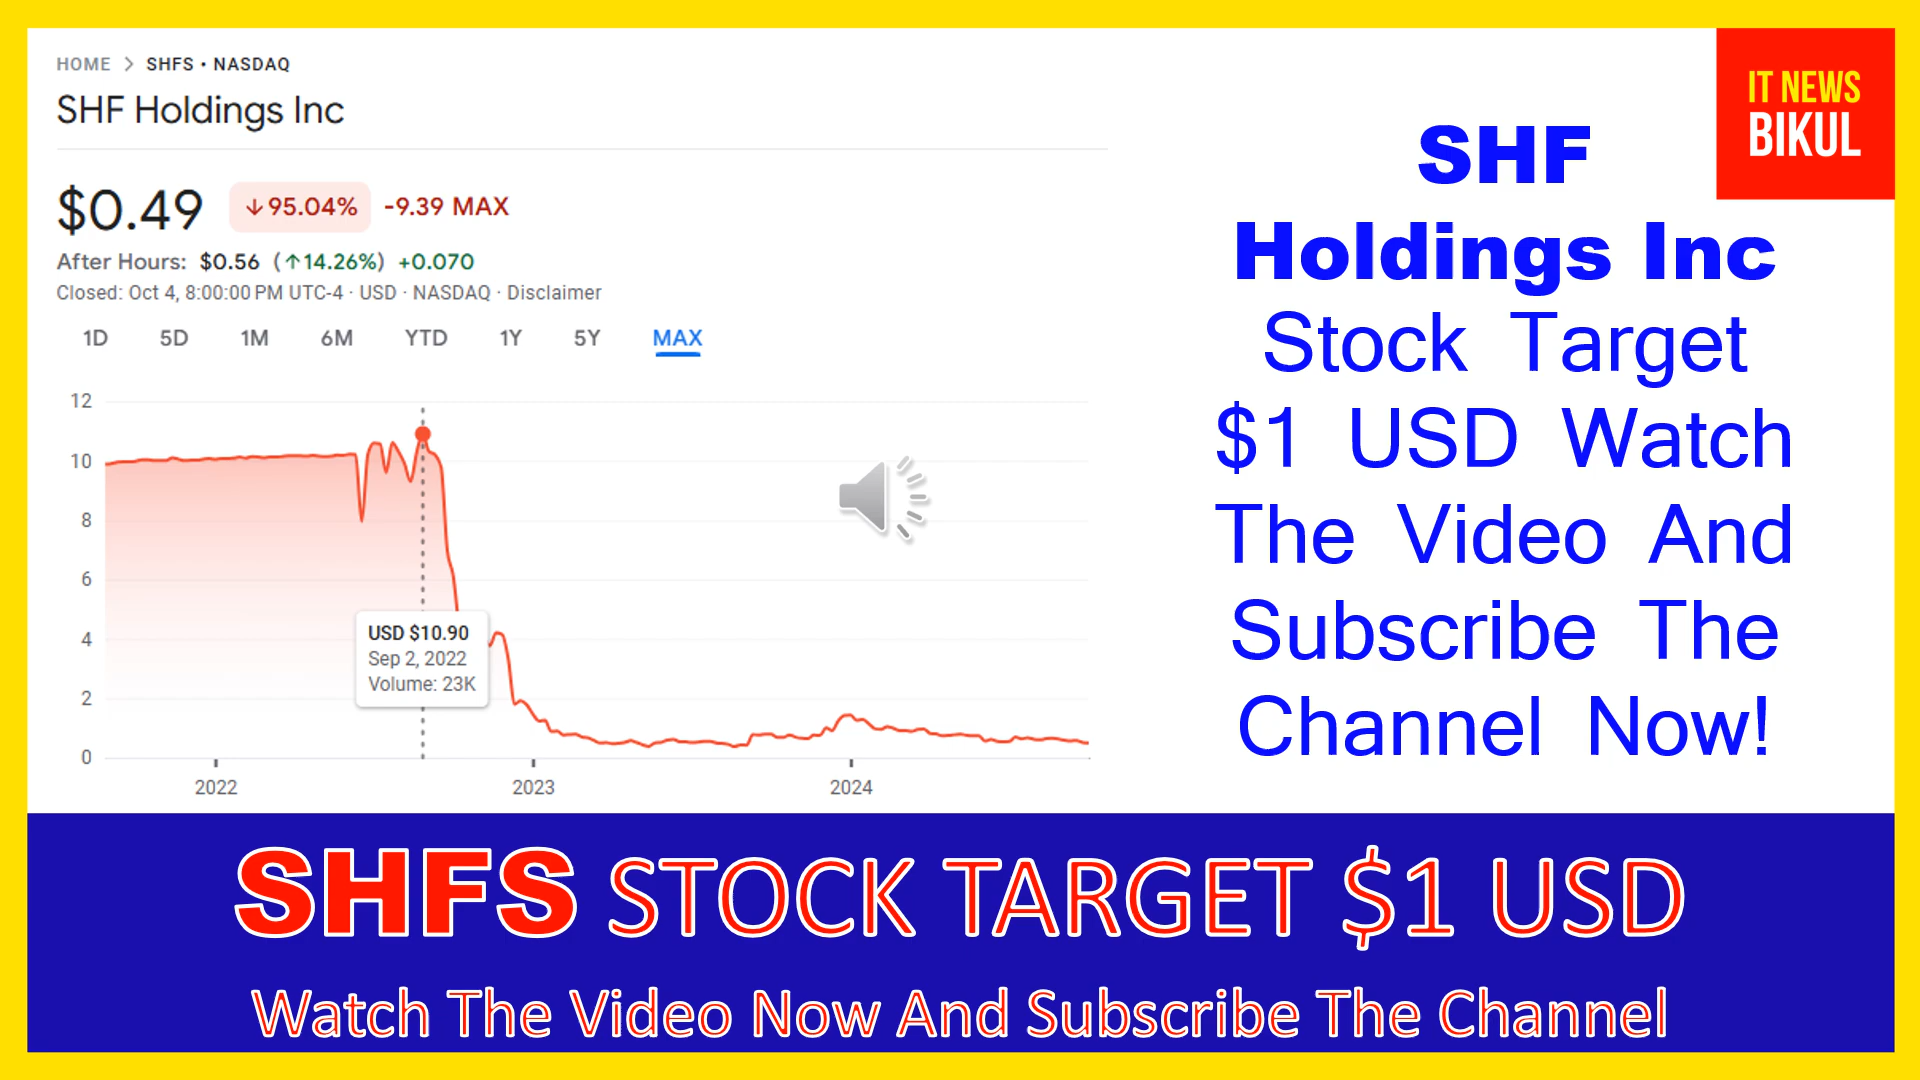 HOME > SHFS • NASDAQ
SHF Holdings Inc
$0.49 ↓95.04% -9.39 MAX
After Hours: $0.56 (↑14.26%) +0.070
Closed: Oct 4, 8:00:00 PM UTC-4 · USD · NASDAQ · Disclaimer
1D 5D 1M 6M YTD 1Y 5Y MAX
12
10
8
6
4
2
0
USD $10.90
Sep 2, 2022
Volume: 23K
2022 2023 2024
IT NEWS
BIKUL
SHF
Holdings Inc
Stock Target
$1 USD Watch
The Video And
Subscribe The
Channel Now!
SHFS STOCK TARGET $1 USD
Watch The Video Now And Subscribe The Channel